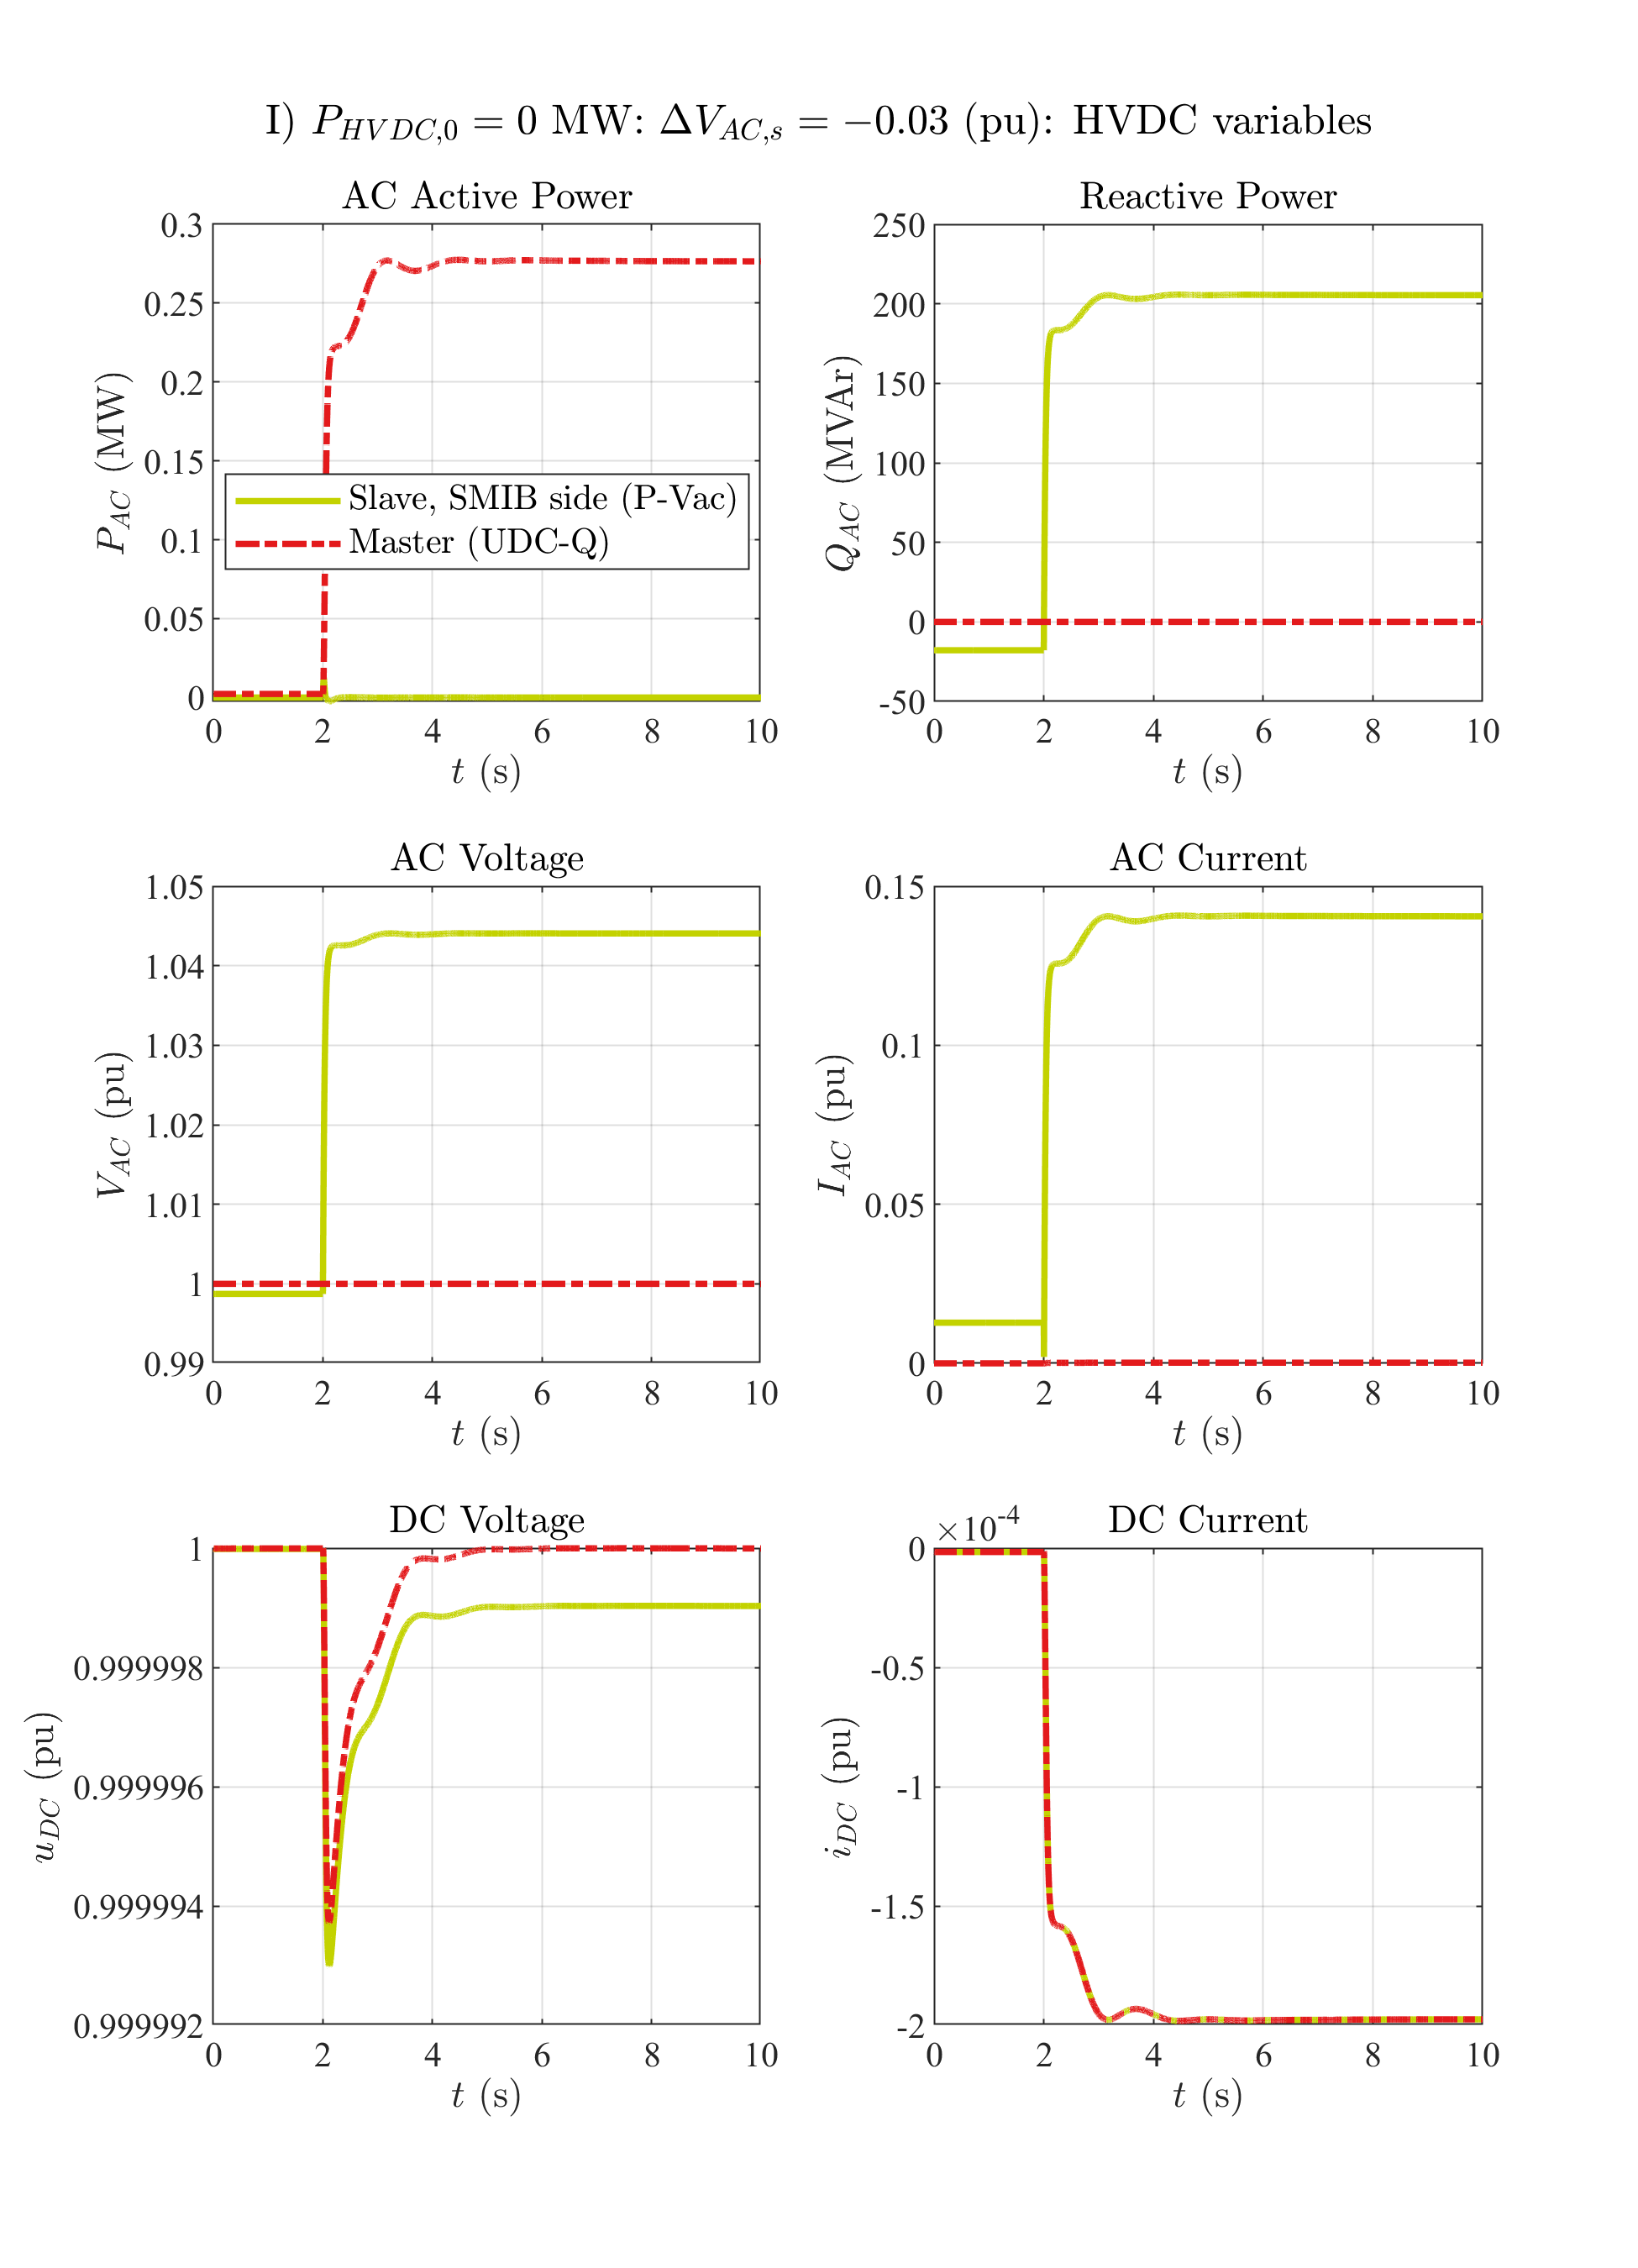 I) P_{HVDC,0} = 0 MW: ΔV_{AC,s} = −0.03 (pu): HVDC variables
AC Active Power
0.3
0.25
0.2
0.15
0.1
0.05
0
P_{AC} (MW)
Slave, SMIB side (P-Vac)
Master (UDC-Q)
0 2 4 6 8 10
t (s)
Reactive Power
250
200
150
100
50
0
-50
Q_{AC} (MVAr)
0 2 4 6 8 10
t (s)
AC Voltage
1.05
1.04
1.03
1.02
1.01
1
0.99
V_{AC} (pu)
0 2 4 6 8 10
t (s)
AC Current
0.15
0.1
0.05
0
I_{AC} (pu)
0 2 4 6 8 10
t (s)
DC Voltage
1
0.999998
0.999996
0.999994
0.999992
u_{DC} (pu)
0 2 4 6 8 10
t (s)
DC Current
×10^{-4}
0
-0.5
-1
-1.5
-2
i_{DC} (pu)
0 2 4 6 8 10
t (s)